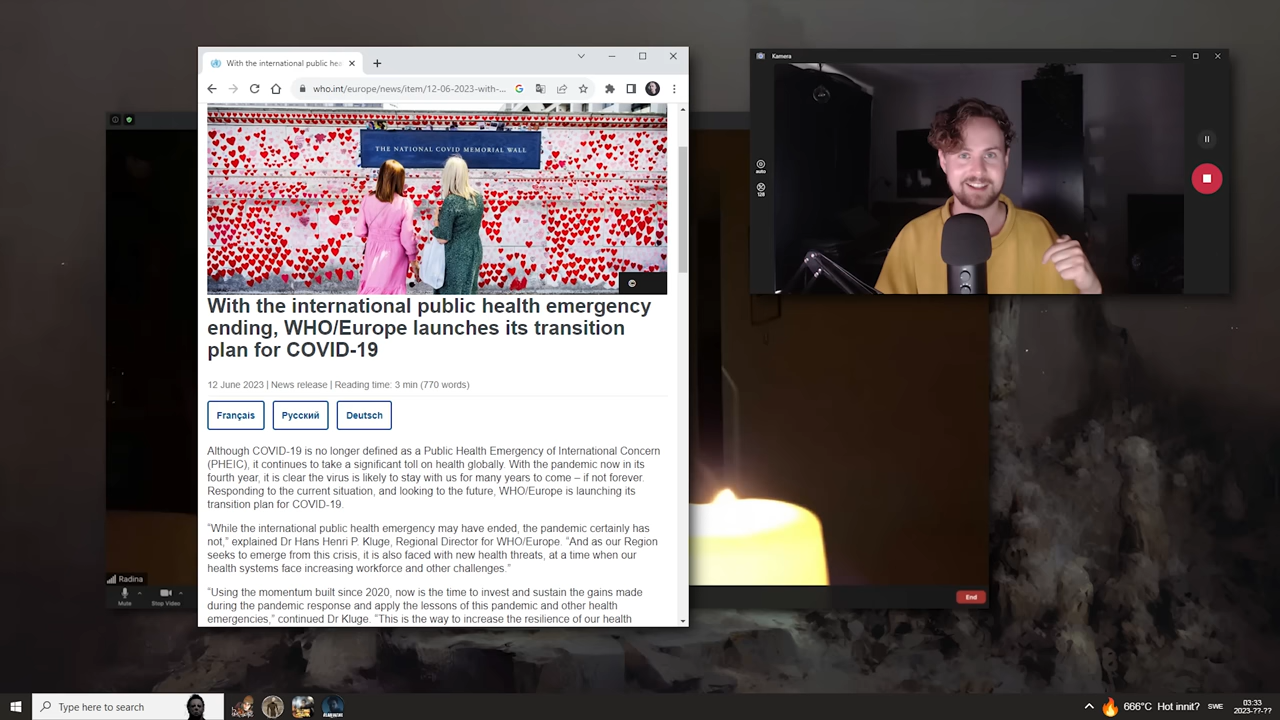 With the international public hea
who.int/europe/news/item/12-06-2023-with-...
THE NATIONAL COVID MEMORIAL WALL
©
With the international public health emergency
ending, WHO/Europe launches its transition
plan for COVID-19
12 June 2023 | News release | Reading time: 3 min (770 words)
Français
Русский
Deutsch
Although COVID-19 is no longer defined as a Public Health Emergency of International Concern
(PHEIC), it continues to take a significant toll on health globally. With the pandemic now in its
fourth year, it is clear the virus is likely to stay with us for many years to come – if not forever.
Responding to the current situation, and looking to the future, WHO/Europe is launching its
transition plan for COVID-19.
“While the international public health emergency may have ended, the pandemic certainly has
not,” explained Dr Hans Henri P. Kluge, Regional Director for WHO/Europe. “And as our Region
seeks to emerge from this crisis, it is also faced with new health threats, at a time when our
health systems face increasing workforce and other challenges.”
“Using the momentum built since 2020, now is the time to invest and sustain the gains made
during the pandemic response and apply the lessons of this pandemic and other health
emergencies,” continued Dr Kluge. “This is the way to increase the resilience of our health
Kamera
auto
128
Radina
Mute
Stop Video
End
Type here to search
666°C Hot innit?
SWE
03:33
2023-??-??